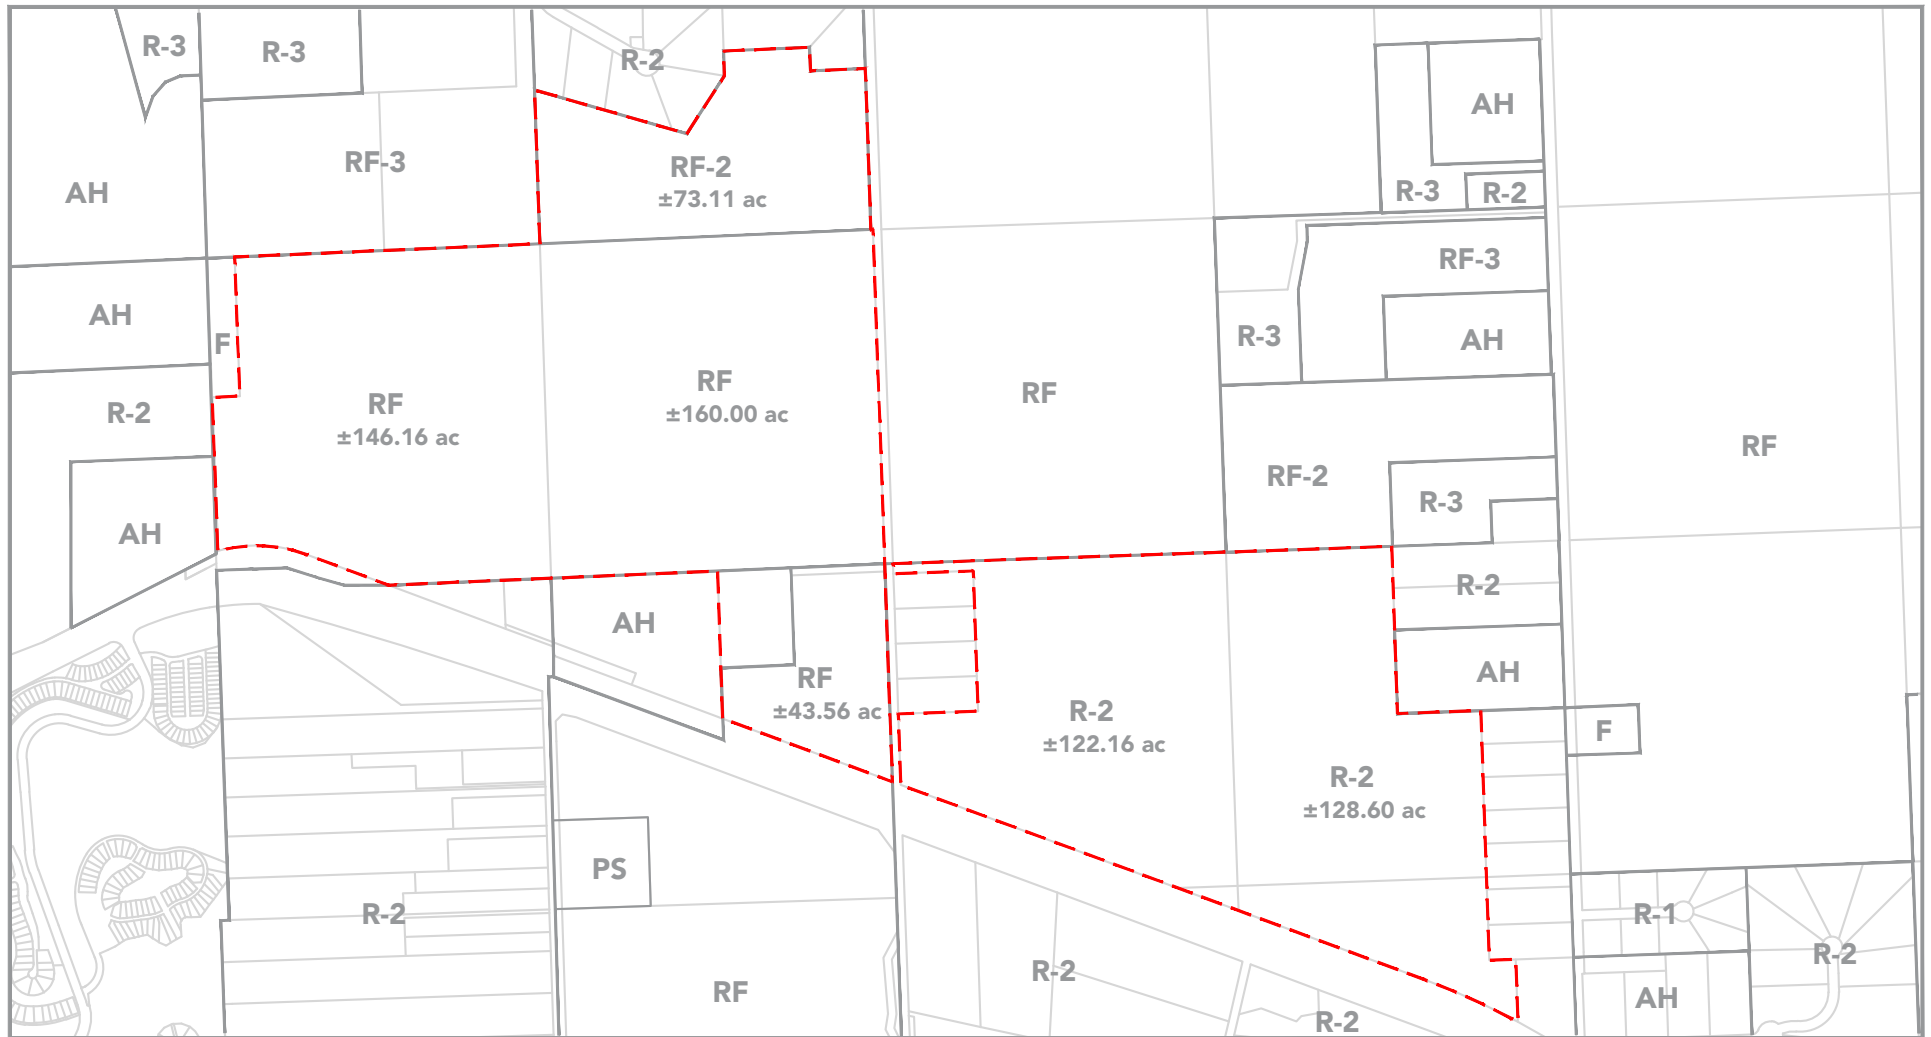 R-3
R-3
R-2
AH
RF-3
RF-2
±73.11 ac
AH
R-3
R-2
AH
F
RF-3
R-3
AH
R-2
RF
±146.16 ac
RF
±160.00 ac
RF
RF
RF-2
R-3
AH
R-2
AH
RF
±43.56 ac
AH
R-2
±122.16 ac
F
R-2
±128.60 ac
PS
R-2
R-1
R-2
R-2
RF
AH
R-2